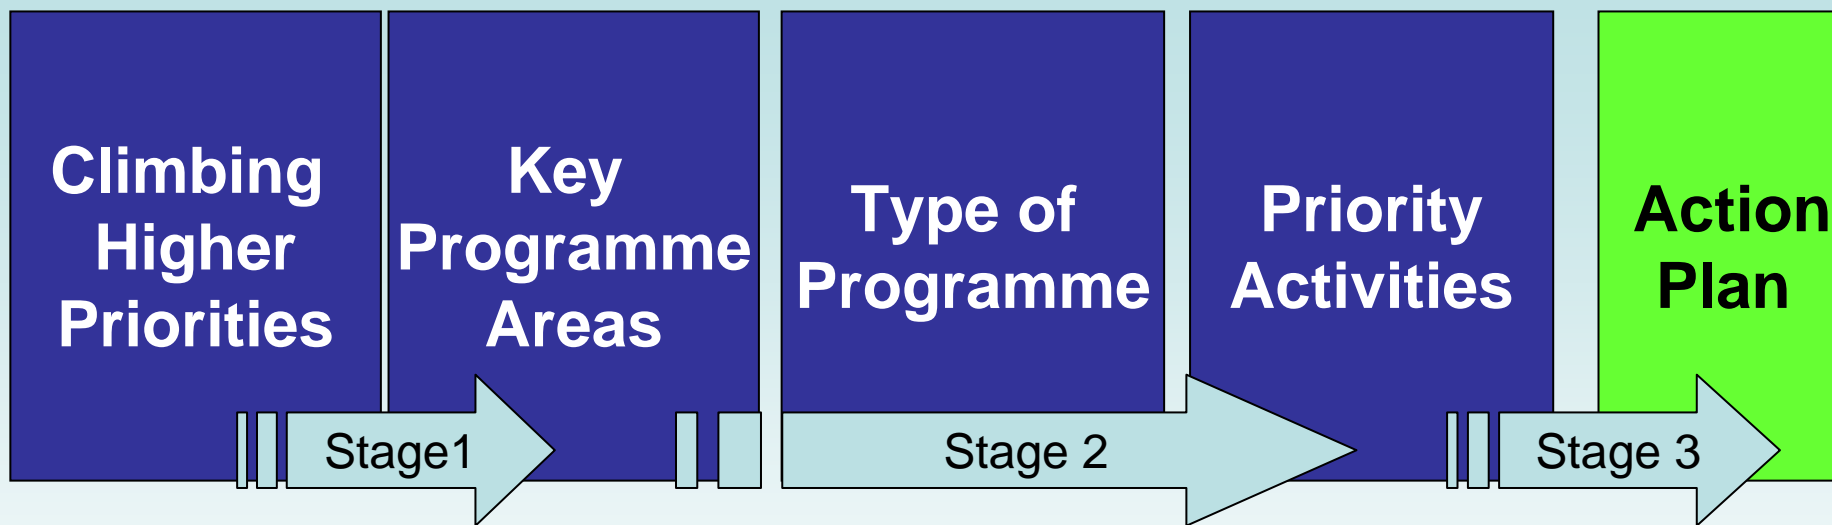 Climbing
Higher
Priorities
Key
Programme
Areas
Type of
Programme
Priority
Activities
Action
Plan
Stage1
Stage 2
Stage 3